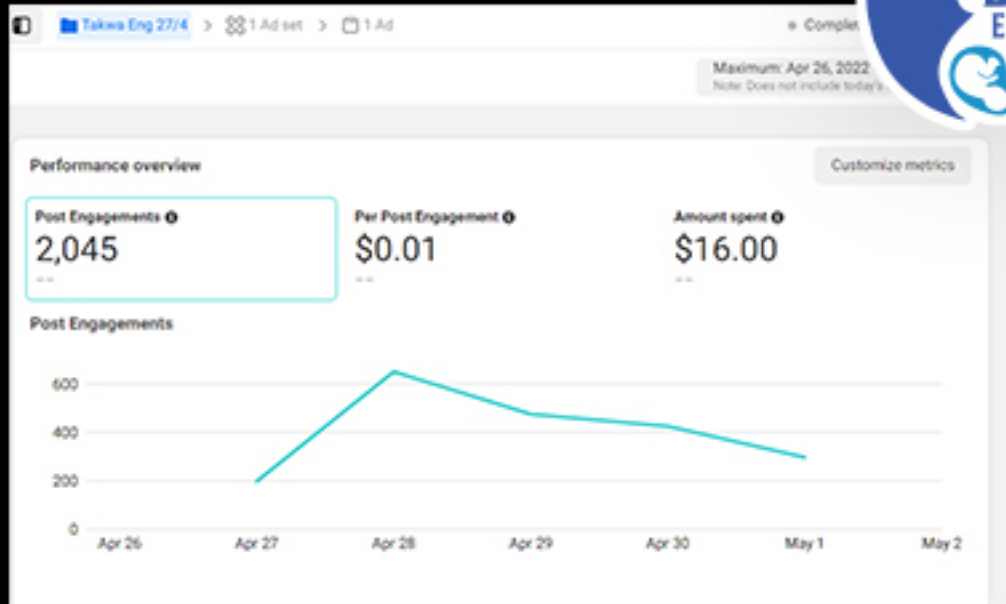 Takwa Eng 27/4 > 1 Ad set > 1 Ad
Maximum: Apr 26, 2022
Note: Does not include today's
Performance overview
Customize metrics
Post Engagements
Per Post Engagement
Amount spent
2,045
$0.01
$16.00
--
--
--
Post Engagements
600
400
200
0
Apr 26
Apr 27
Apr 28
Apr 29
Apr 30
May 1
May 2